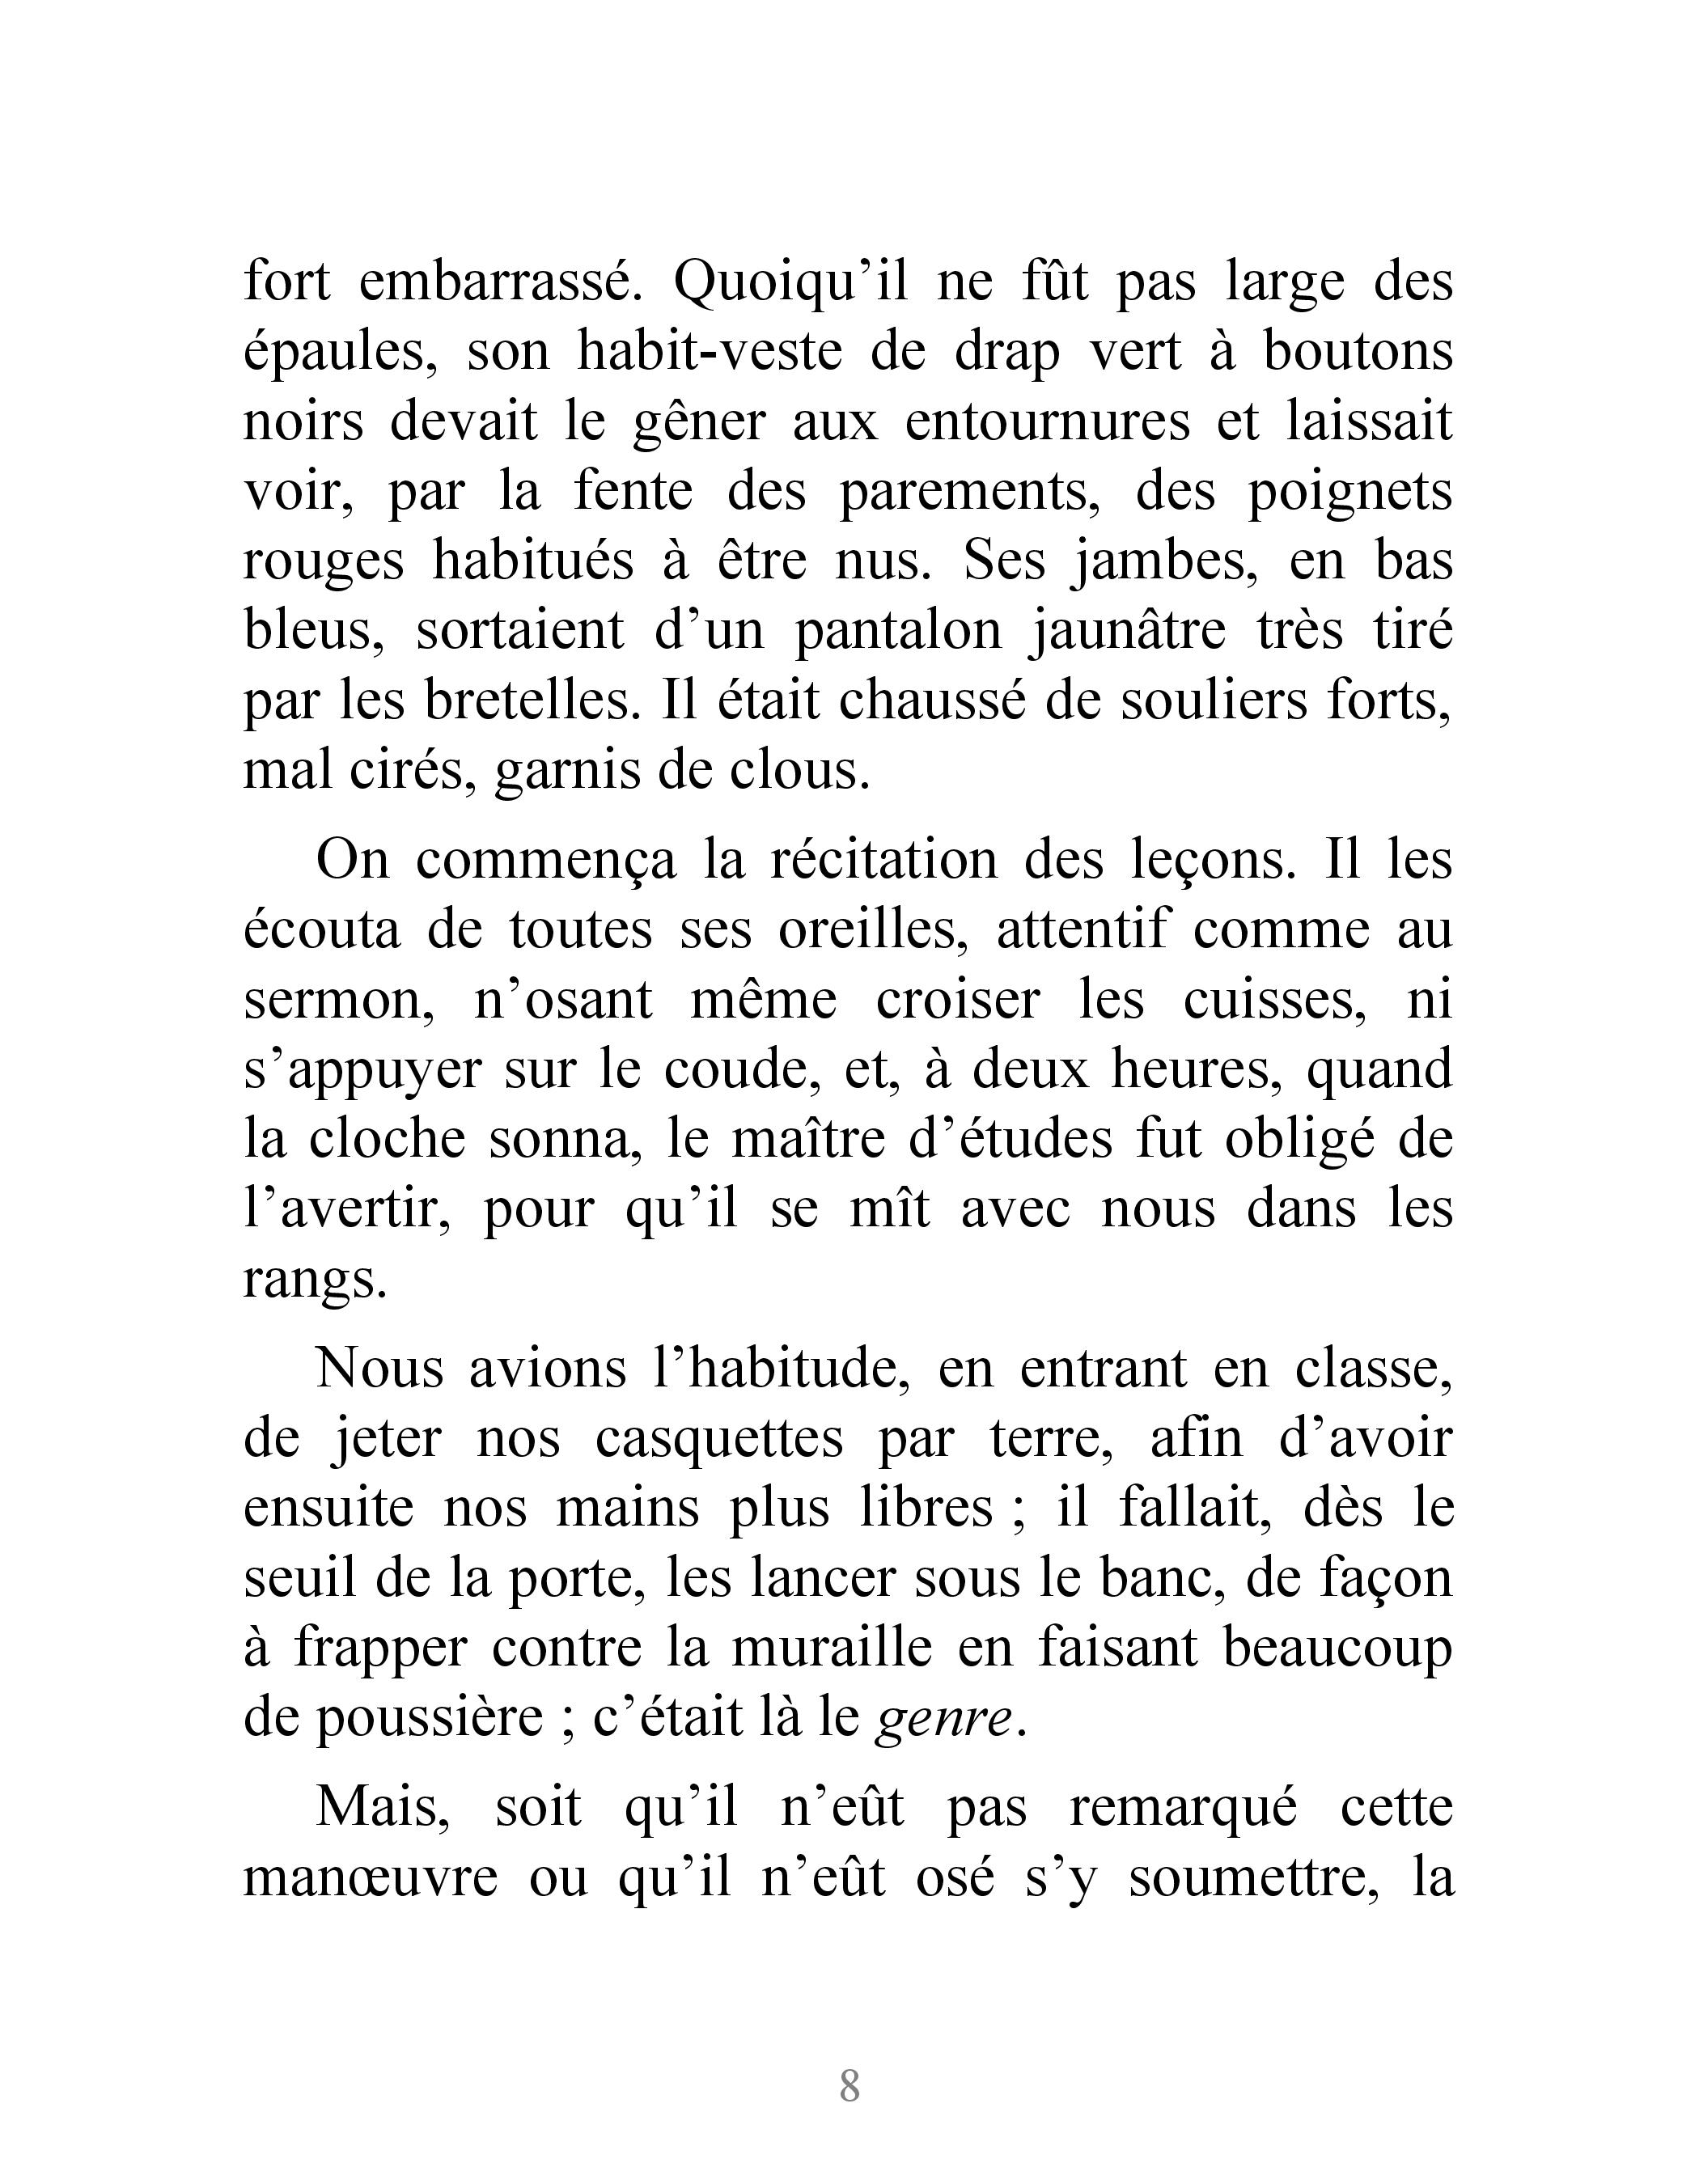 fort embarrassé. Quoiqu’il ne fût pas large des
épaules, son habit-veste de drap vert à boutons
noirs devait le gêner aux entournures et laissait
voir, par la fente des parements, des poignets
rouges habitués à être nus. Ses jambes, en bas
bleus, sortaient d’un pantalon jaunâtre très tiré
par les bretelles. Il était chaussé de souliers forts,
mal cirés, garnis de clous.
On commença la récitation des leçons. Il les
écouta de toutes ses oreilles, attentif comme au
sermon, n’osant même croiser les cuisses, ni
s’appuyer sur le coude, et, à deux heures, quand
la cloche sonna, le maître d’études fut obligé de
l’avertir, pour qu’il se mît avec nous dans les
rangs.
Nous avions l’habitude, en entrant en classe,
de jeter nos casquettes par terre, afin d’avoir
ensuite nos mains plus libres ; il fallait, dès le
seuil de la porte, les lancer sous le banc, de façon
à frapper contre la muraille en faisant beaucoup
de poussière ; c’était là le genre.
Mais, soit qu’il n’eût pas remarqué cette
manœuvre ou qu’il n’eût osé s’y soumettre, la
8